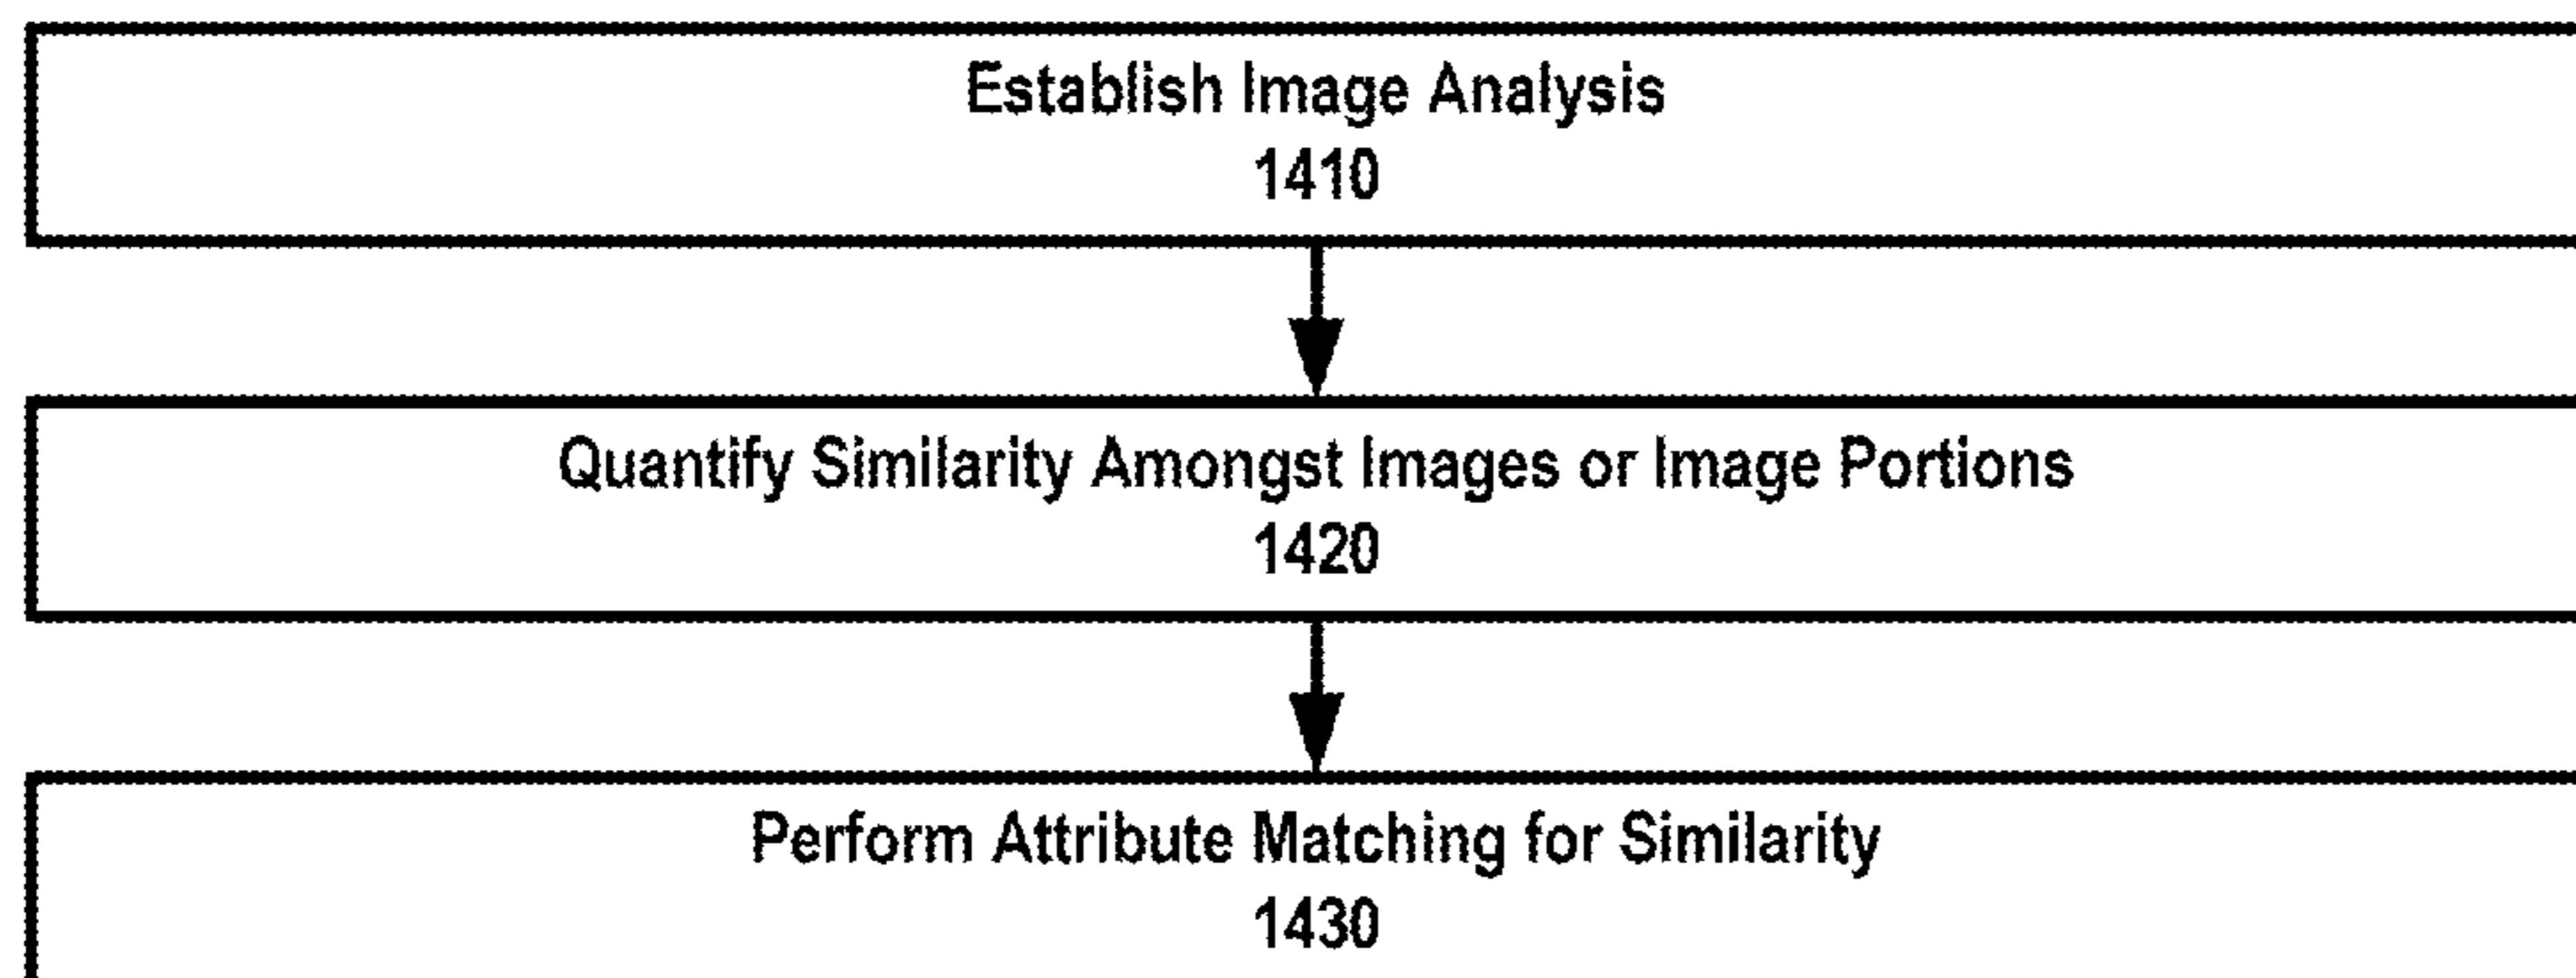 Establish Image Analysis
1410
Quantify Similarity Amongst Images or Image Portions
1420
Perform Attribute Matching for Similarity
1430